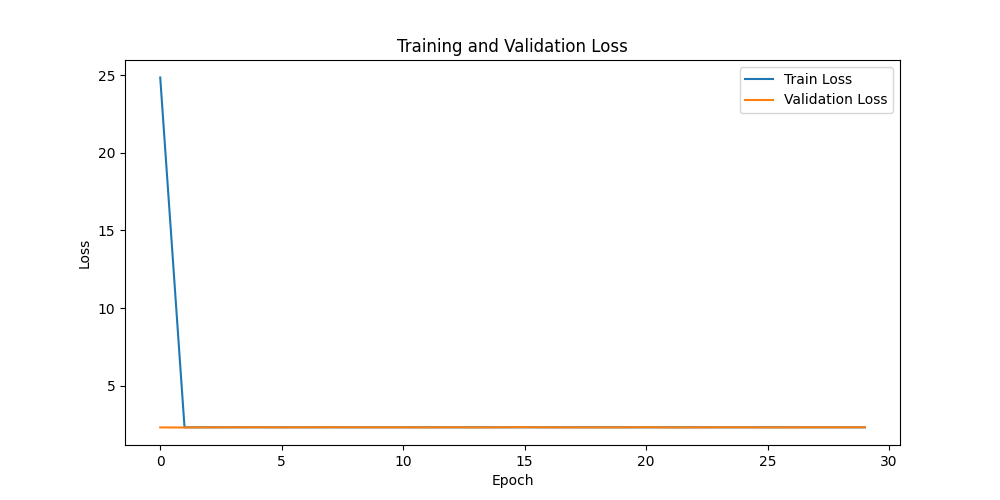 Training and Validation Loss
Train Loss
Validation Loss
25
20
15
10
5
Loss
0 5 10 15 20 25 30
Epoch